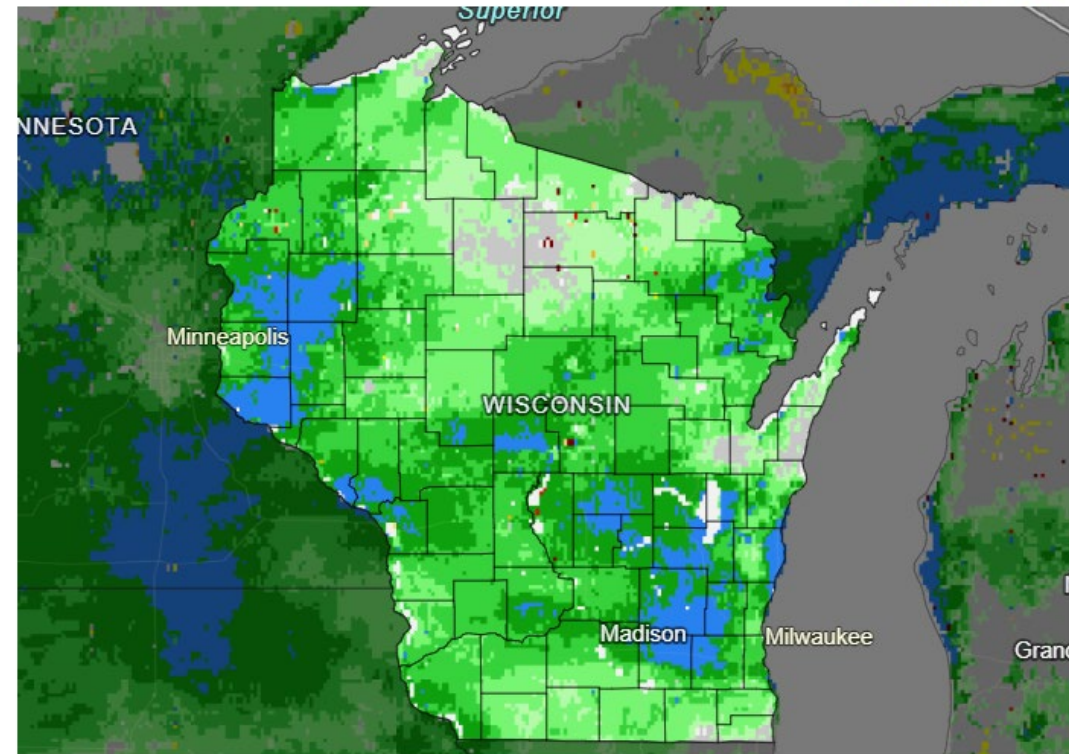 Superior
NNESOTA
Minneapolis
WISCONSIN
Madison
Milwaukee
Grand